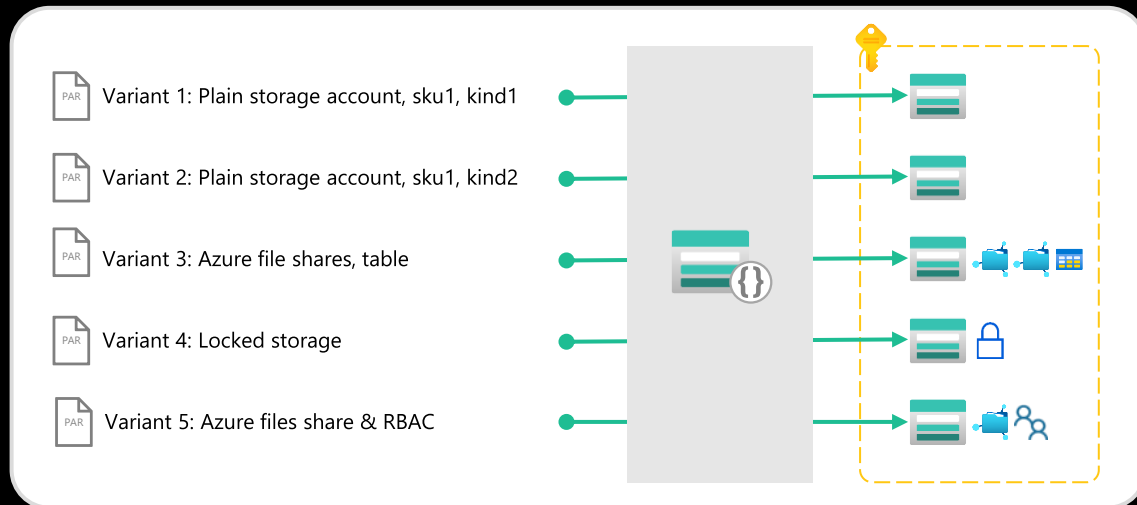 PAR
Variant 1: Plain storage account, sku1, kind1
PAR
Variant 2: Plain storage account, sku1, kind2
PAR
Variant 3: Azure file shares, table
{}
PAR
Variant 4: Locked storage
PAR
Variant 5: Azure files share & RBAC